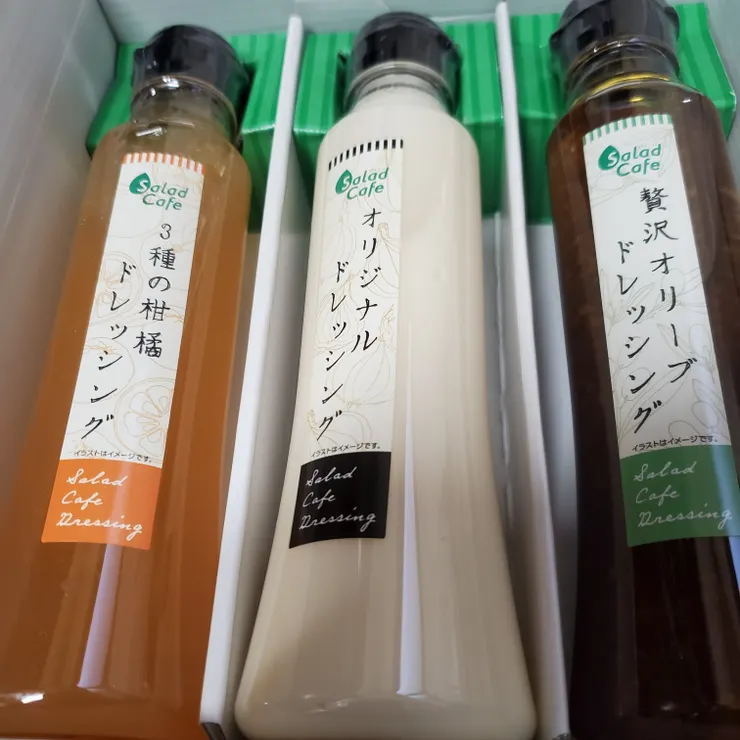 Salad
Cafe
3種の柑橘
ドレッシング
イラストはイメージです。
Salad
Cafe
Dressing
Salad
Cafe
オリジナル
ドレッシング
イラストはイメージです。
Salad
Cafe
Dressing
Salad
Cafe
贅沢オリーブ
ドレッシング
イラストはイメージです。
Salad
Cafe
Dressing